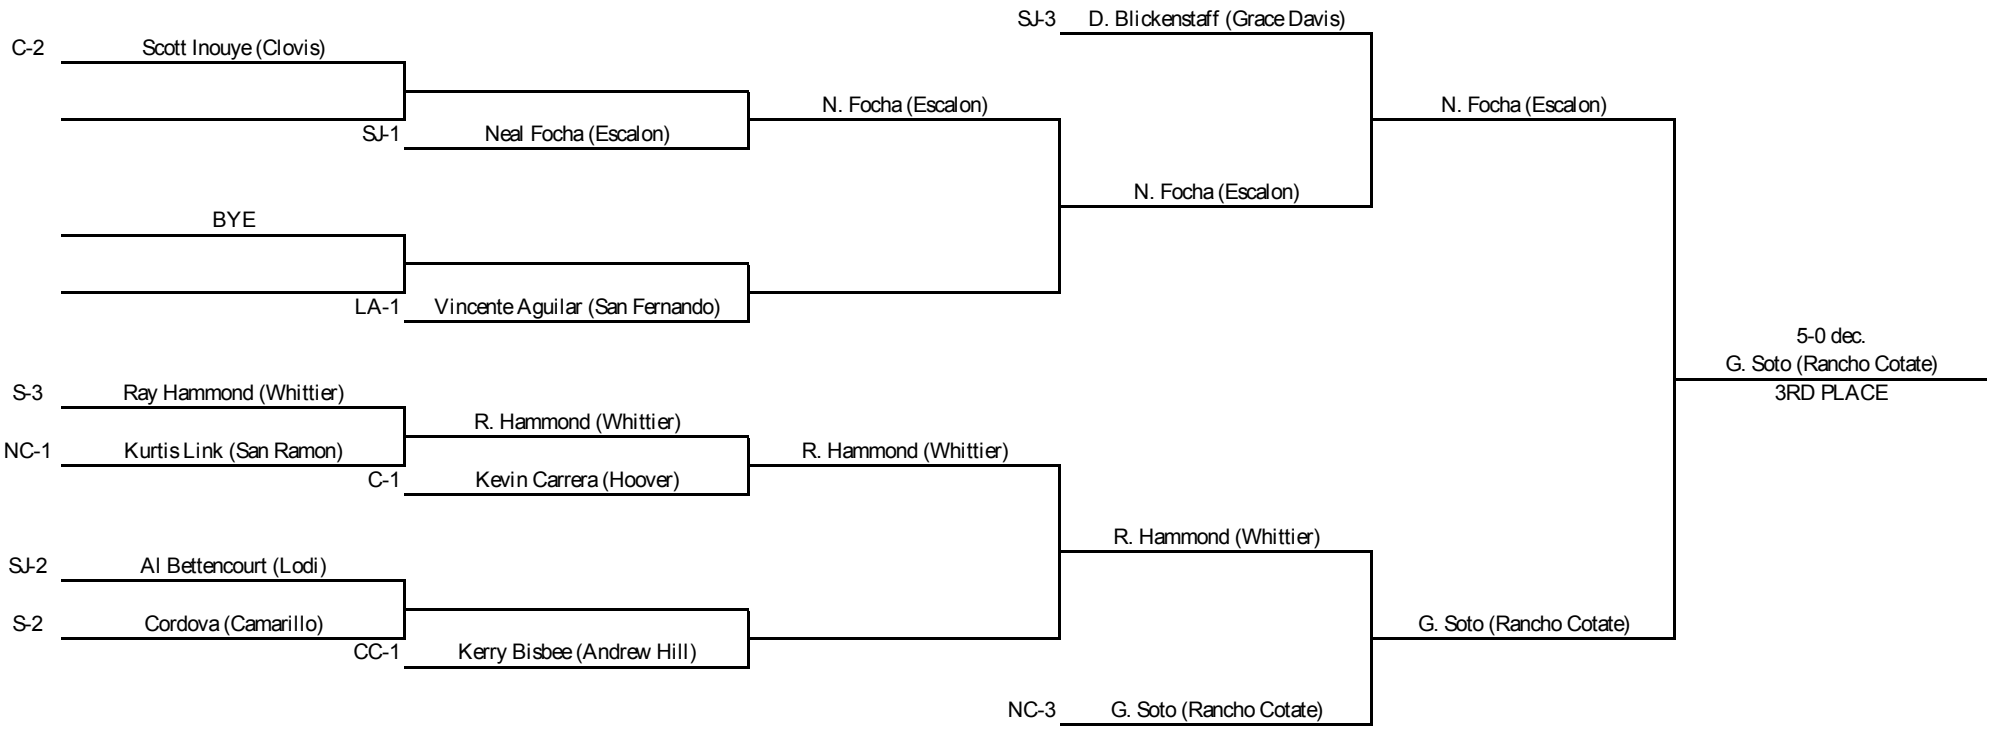 SJ-3 D. Blickenstaff (Grace Davis)
C-2 Scott Inouye (Clovis)
N. Focha (Escalon)
N. Focha (Escalon)
SJ-1 Neal Focha (Escalon)
N. Focha (Escalon)
BYE
LA-1 Vincente Aguilar (San Fernando)
5-0 dec.
G. Soto (Rancho Cotate)
3RD PLACE
S-3 Ray Hammond (Whittier)
R. Hammond (Whittier)
NC-1 Kurtis Link (San Ramon)
R. Hammond (Whittier)
C-1 Kevin Carrera (Hoover)
R. Hammond (Whittier)
SJ-2 Al Bettencourt (Lodi)
S-2 Cordova (Camarillo)
G. Soto (Rancho Cotate)
CC-1 Kerry Bisbee (Andrew Hill)
NC-3 G. Soto (Rancho Cotate)